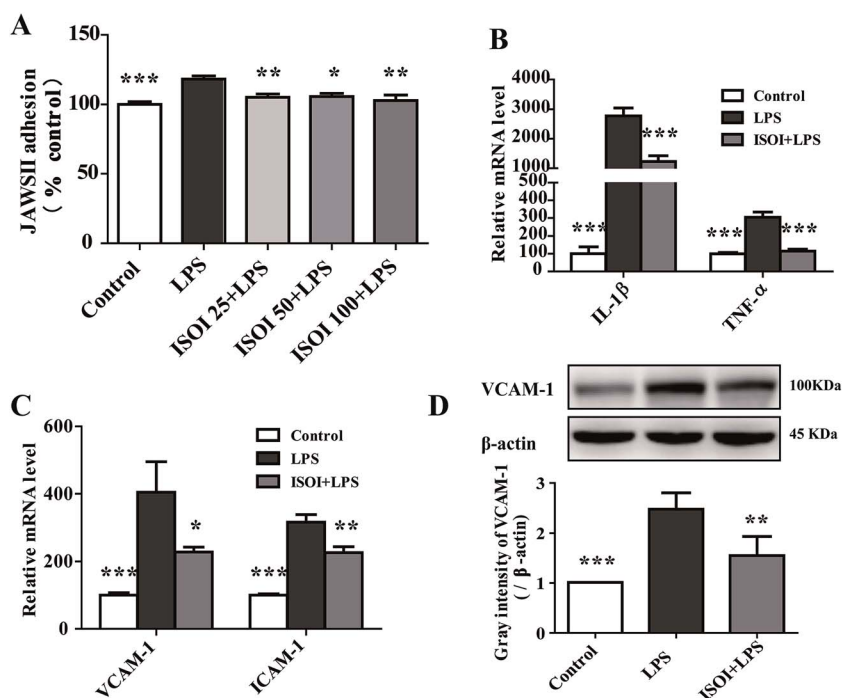 A
JAWSII adhesion
( % control)
150
100
50
0
***
**
*
**
Control
LPS
ISOI 25+LPS
ISOI 50+LPS
ISOI 100+LPS
B
Relative mRNA level
4000
3000
2000
1000
500
400
300
200
100
0
Control
LPS
ISOI+LPS
***
***
***
***
IL-1β
TNF-α
C
Relative mRNA level
600
400
200
0
Control
LPS
ISOI+LPS
***
*
***
**
VCAM-1
ICAM-1
D
VCAM-1
100KDa
β-actin
45 KDa
Gray intensity of VCAM-1
( / β-actin)
3
2
1
0
***
**
Control
LPS
ISOI+LPS